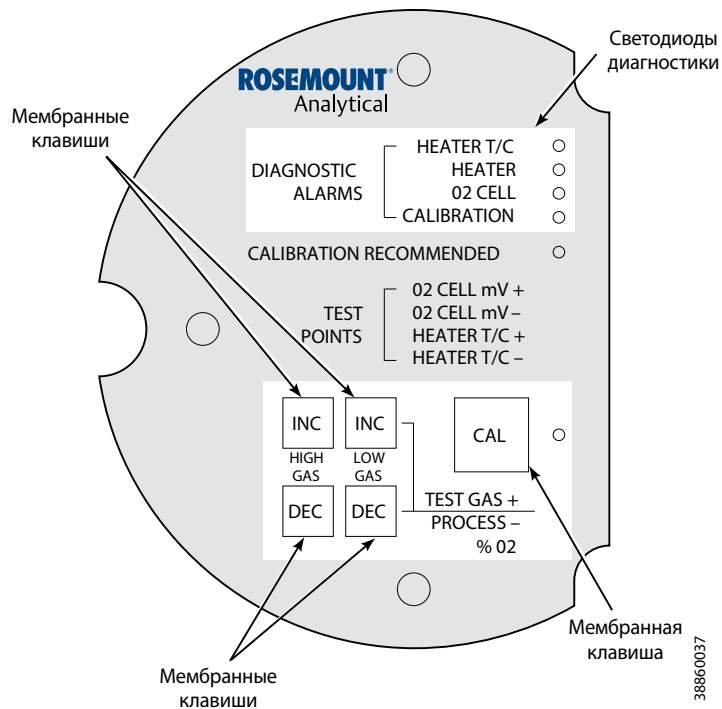 Светодиоды
диагностики
ROSEMOUNT®
Analytical
Мембранные
клавиши
DIAGNOSTIC
ALARMS
HEATER T/C
HEATER
02 CELL
CALIBRATION
CALIBRATION RECOMMENDED
TEST
POINTS
02 CELL mV +
02 CELL mV –
HEATER T/C +
HEATER T/C –
INC
INC
CAL
HIGH
GAS
LOW
GAS
DEC
DEC
TEST GAS +
PROCESS –
% 02
Мембранная
клавиша
Мембранные
клавиши
38860037